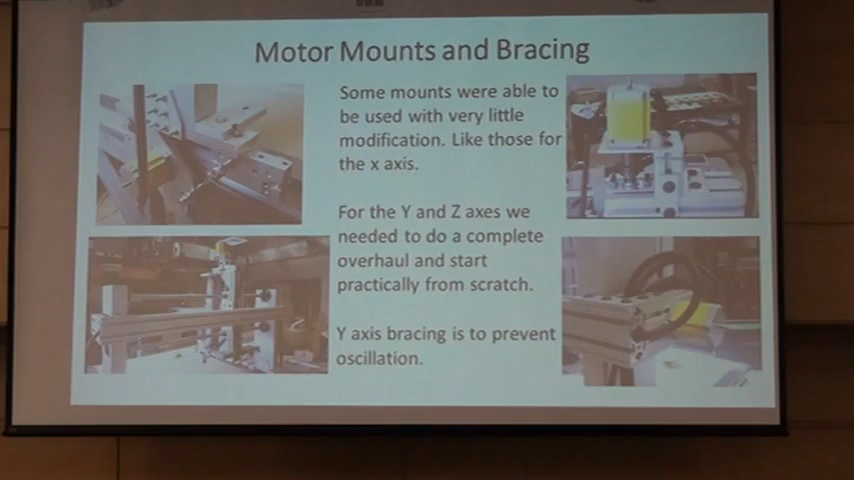 Motor Mounts and Bracing
Some mounts were able to
be used with very little
modification. Like those for
the x axis.
For the Y and Z axes we
needed to do a complete
overhaul and start
practically from scratch.
Y axis bracing is to prevent
oscillation.